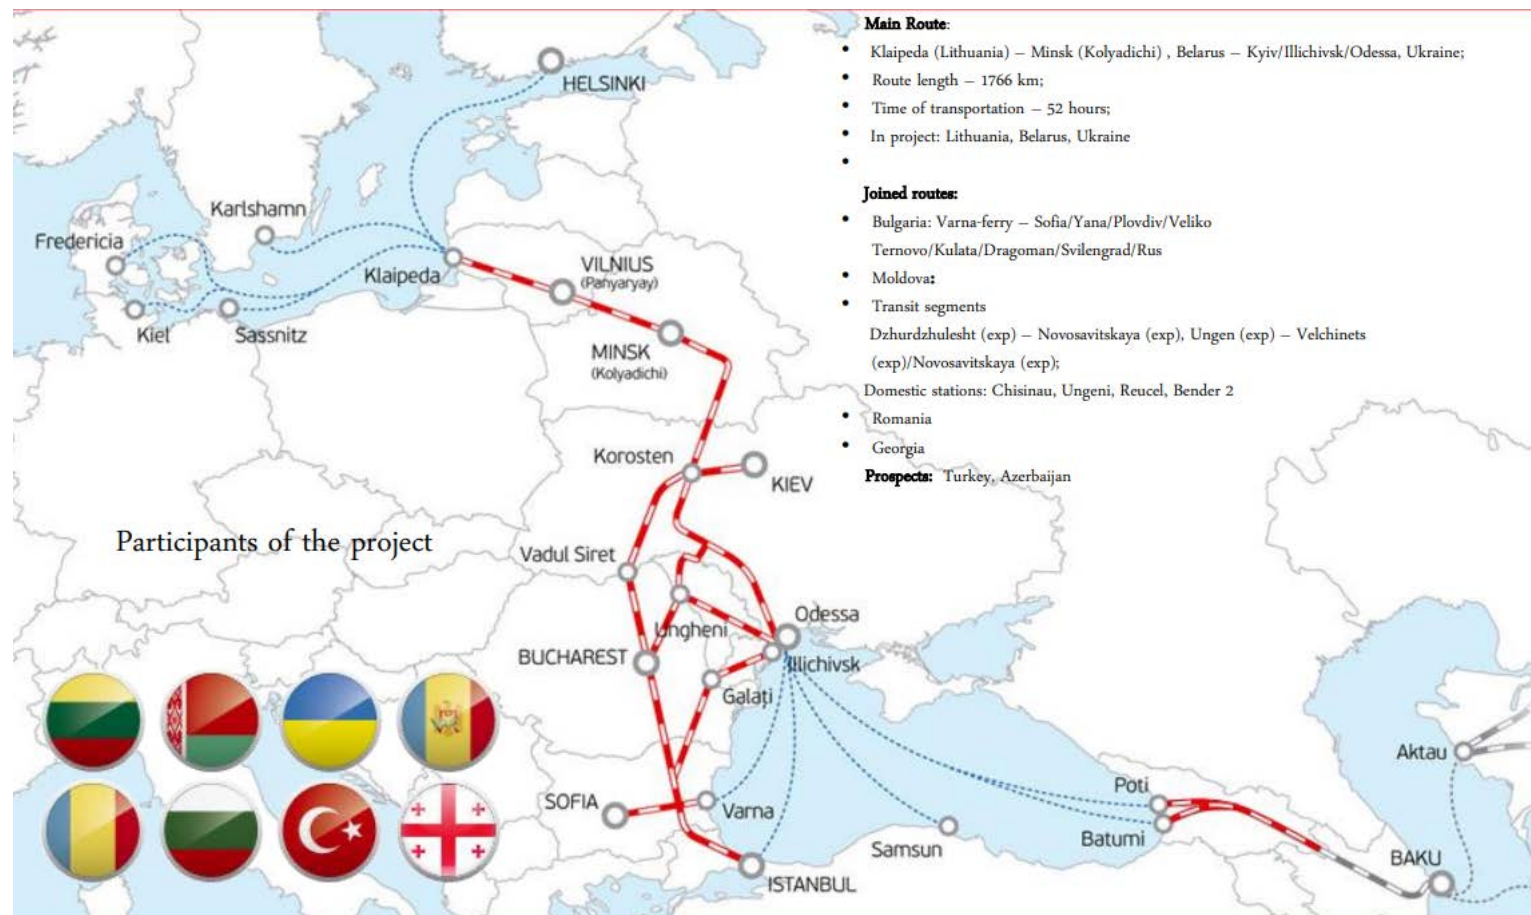 Main Route:
• Klaipeda (Lithuania) – Minsk (Kolyadichi) , Belarus – Kyiv/Illichivsk/Odessa, Ukraine;
• Route length – 1766 km;
• Time of transportation – 52 hours;
• In project: Lithuania, Belarus, Ukraine
•
Joined routes:
• Bulgaria: Varna-ferry – Sofia/Yana/Plovdiv/Veliko
Ternovo/Kulata/Dragoman/Svilengrad/Rus
• Moldova:
• Transit segments
Dzhurdzhulesht (exp) – Novosavitskaya (exp), Ungen (exp) – Velchinets
(exp)/Novosavitskaya (exp);
Domestic stations: Chisinau, Ungeni, Reucel, Bender 2
• Romania
• Georgia
Prospects: Turkey, Azerbaijan
HELSINKI
Karlshamn
Fredericia
Klaipeda
VILNIUS
(Panyaryay)
Kiel
Sassnitz
MINSK
(Kolyadichi)
Korosten
KIEV
Participants of the project
Vadul Siret
Ungheni
Odessa
BUCHAREST
Illichivsk
Galați
Aktau
Poti
SOFIA
Varna
Batumi
Samsun
BAKU
ISTANBUL